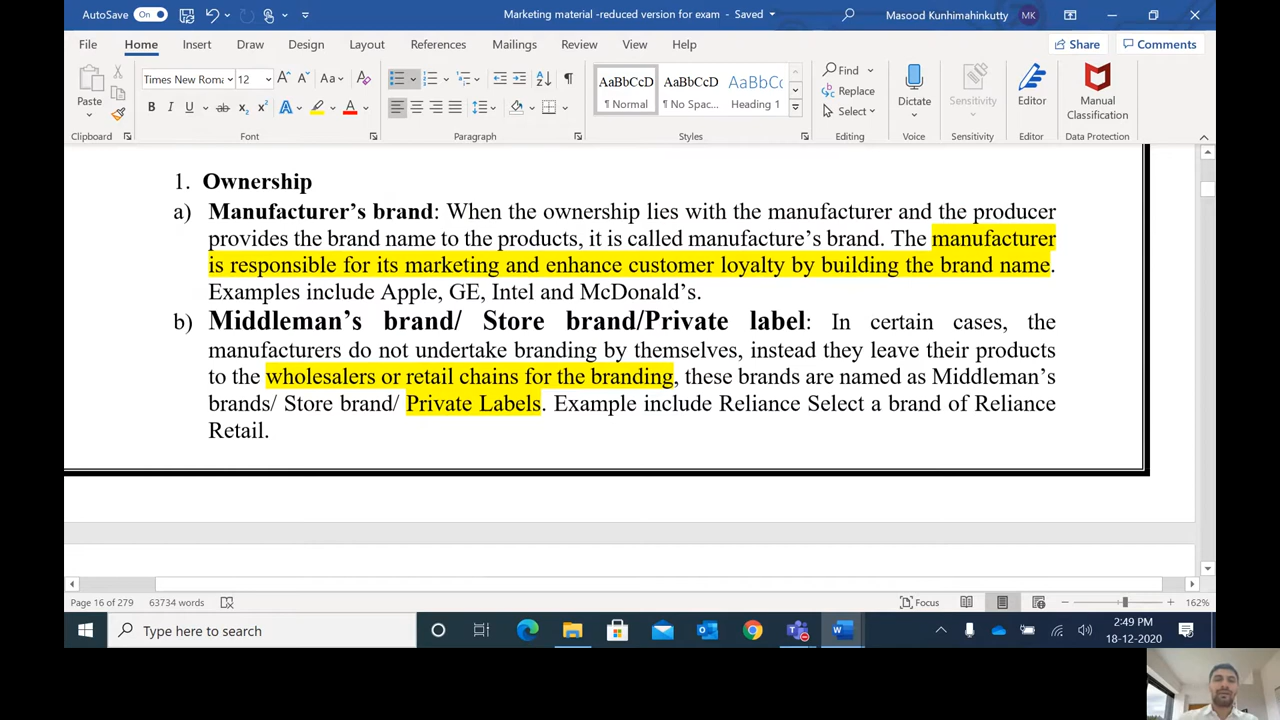 AutoSave On Marketing material -reduced version for exam - Saved Masood Kunhimahinkutty MK
File Home Insert Draw Design Layout References Mailings Review View Help Share Comments
Paste Times New Roma 12 Aa AaBbCcD AaBbCcD AaBbCc Find Replace Select Dictate Sensitivity Editor Manual Classification
B I U ab x2 x2 A A ¶ Normal ¶ No Spac... Heading 1
Clipboard Font Paragraph Styles Editing Voice Sensitivity Editor Data Protection
1. Ownership
a) Manufacturer’s brand: When the ownership lies with the manufacturer and the producer
provides the brand name to the products, it is called manufacture’s brand. The manufacturer
is responsible for its marketing and enhance customer loyalty by building the brand name.
Examples include Apple, GE, Intel and McDonald’s.
b) Middleman’s brand/ Store brand/Private label: In certain cases, the
manufacturers do not undertake branding by themselves, instead they leave their products
to the wholesalers or retail chains for the branding, these brands are named as Middleman’s
brands/ Store brand/ Private Labels. Example include Reliance Select a brand of Reliance
Retail.
Page 16 of 279 63734 words Focus 162%
Type here to search 2:49 PM
18-12-2020